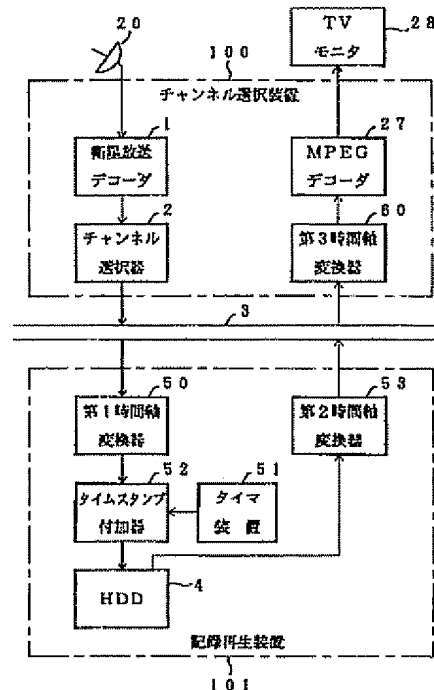 20
TV
モニタ
28
100
チャンネル選択装置
1
衛星放送
デコーダ
27
MPEG
デコーダ
2
チャンネル
選択器
60
第3時間軸
変換器
3
50
第1時間軸
変換器
53
第2時間軸
変換器
52
タイムスタンプ
付加器
51
タイマ
装置
HDD
4
記録再生装置
101